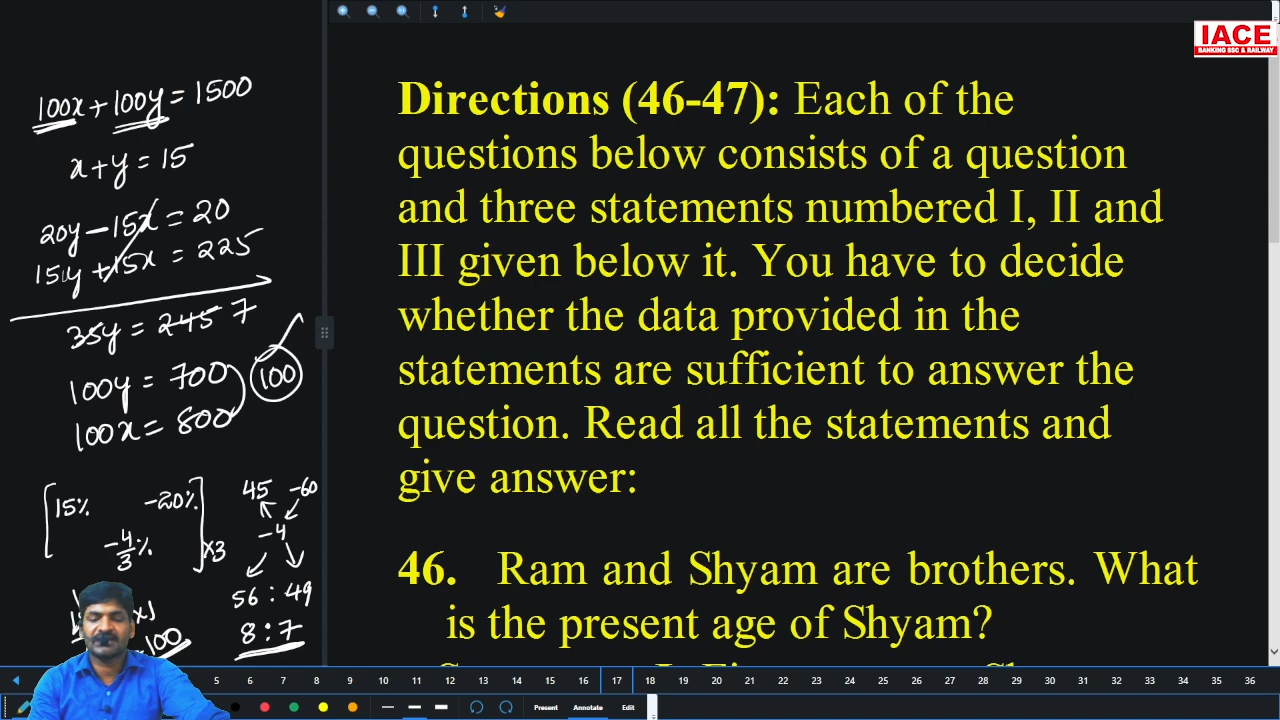 IACE
BANKING SSC & RAILWAY
100x + 100y = 1500
x + y = 15
20y - 15x = 20
15y + 15x = 225
35y = 245 7
100y = 700
100x = 800
100
15% -20%
-4/3%
x3
45 -60
-4
56 : 49
8 : 7
100
Directions (46-47): Each of the
questions below consists of a question
and three statements numbered I, II and
III given below it. You have to decide
whether the data provided in the
statements are sufficient to answer the
question. Read all the statements and
give answer:
46. Ram and Shyam are brothers. What
is the present age of Shyam?
5 6 7 8 9 10 11 12 13 14 15 16 17 18 19 20 21 22 23 24 25 26 27 28 29 30 31 32 33 34 35 36
Present Annotate Edit